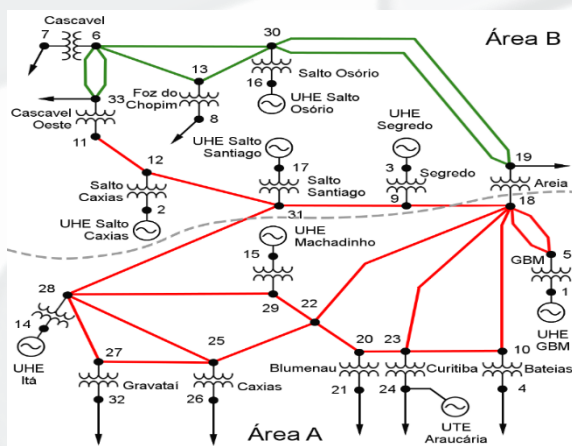 Cascavel
7
6
30
Área B
13
Salto Osório
16
33
Foz do
Chopim
8
UHE Salto
Osório
Cascavel
Oeste
UHE
Segredo
UHE Salto
Santiago
11
19
12
17
3
Segredo
Areia
Salto
Caxias
Salto
Santiago
2
9
18
UHE Salto
Caxias
31
UHE
Machadinho
15
GBM
5
28
29
22
1
14
20
23
10
UHE
GBM
UHE
Itá
27
25
Blumenau
Curitiba
Bateias
Gravataí
Caxias
21
24
4
32
26
UTE
Araucária
Área A